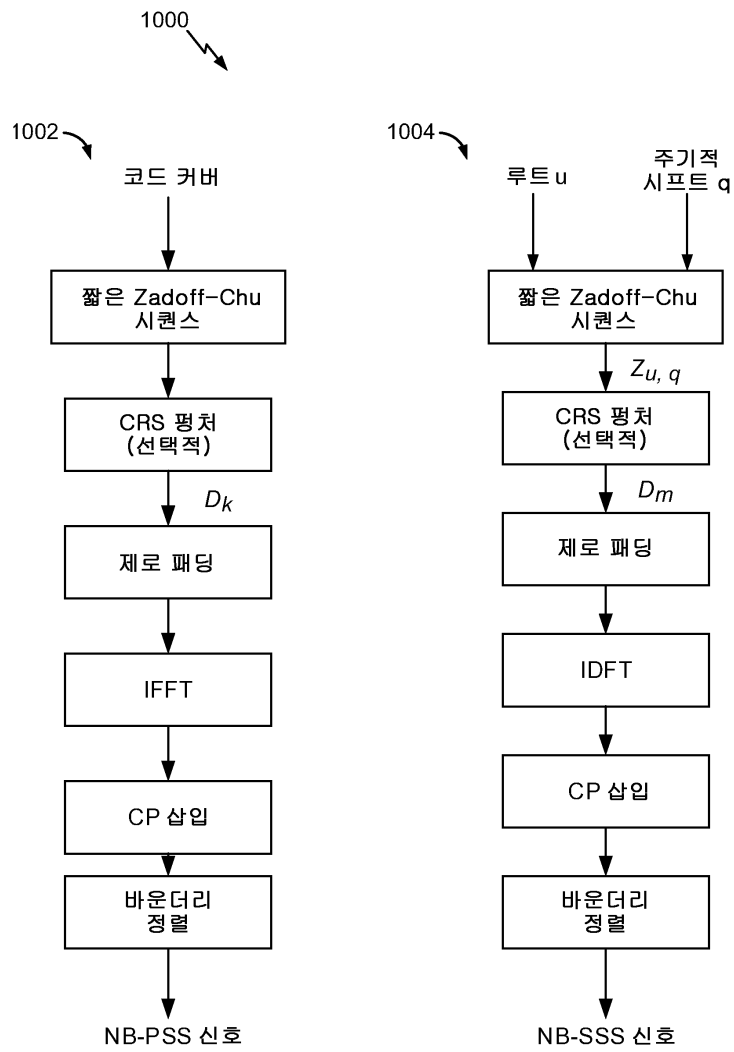 1000
1002
코드 커버
짧은 Zadoff-Chu
시퀀스
CRS 펑처
(선택적)
Dk
제로 패딩
IFFT
CP 삽입
바운더리
정렬
NB-PSS 신호
1004
루트 u
주기적
시프트 q
짧은 Zadoff-Chu
시퀀스
Zu, q
CRS 펑처
(선택적)
Dm
제로 패딩
IDFT
CP 삽입
바운더리
정렬
NB-SSS 신호